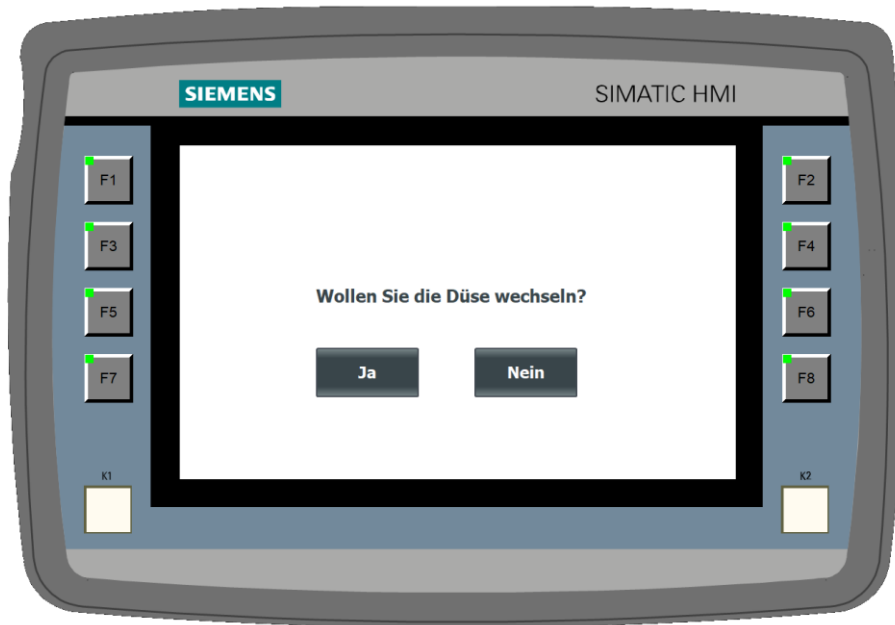 SIEMENS
SIMATIC HMI
F1
F2
F3
F4
Wollen Sie die Düse wechseln?
F5
F6
Ja
Nein
F7
F8
K1
K2